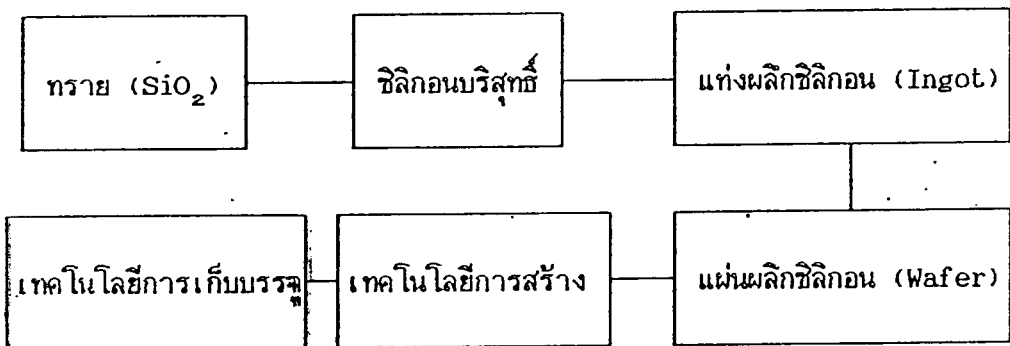 ทราย (SiO₂)
ซิลิกอนบริสุทธิ์
แท่งผลึกซิลิกอน (Ingot)
แผ่นผลึกซิลิกอน (Wafer)
เทคโนโลยีการสร้าง
เทคโนโลยีการเก็บบรรจุ